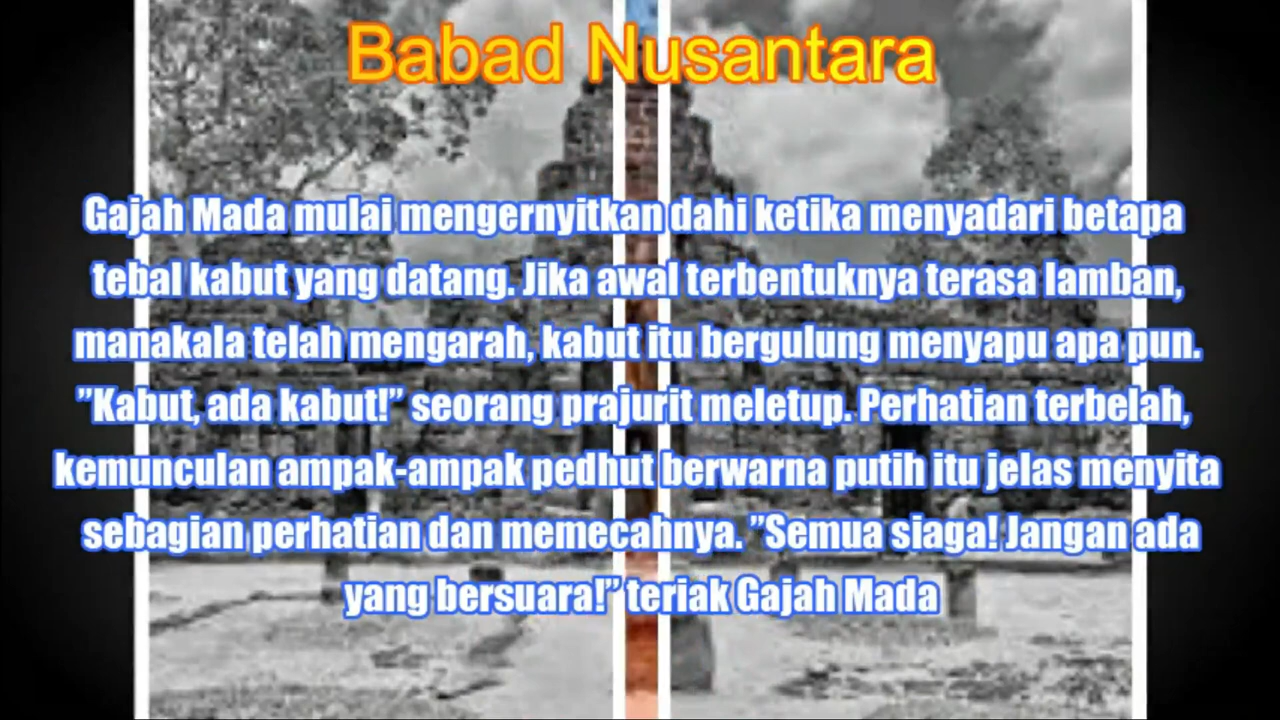 Babad Nusantara
Gajah Mada mulai mengernyitkan dahi ketika menyadari betapa
tebal kabut yang datang. Jika awal terbentuknya terasa lamban,
manakala telah mengarah, kabut itu bergulung menyapu apa pun.
”Kabut, ada kabut!” seorang prajurit meletup. Perhatian terbelah,
kemunculan ampak-ampak pedhut berwarna putih itu jelas menyita
sebagian perhatian dan memecahnya. ”Semua siaga! Jangan ada
yang bersuara!” teriak Gajah Mada